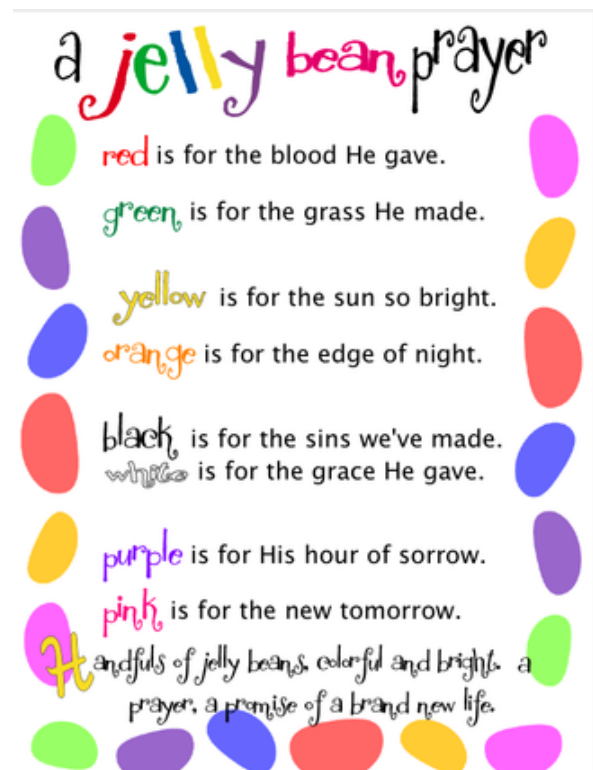 a jelly bean prayer
red is for the blood He gave.
green is for the grass He made.
yellow is for the sun so bright.
orange is for the edge of night.
black is for the sins we've made.
white is for the grace He gave.
purple is for His hour of sorrow.
pink is for the new tomorrow.
Handfuls of jelly beans, colorful and bright. a
prayer, a promise of a brand new life.